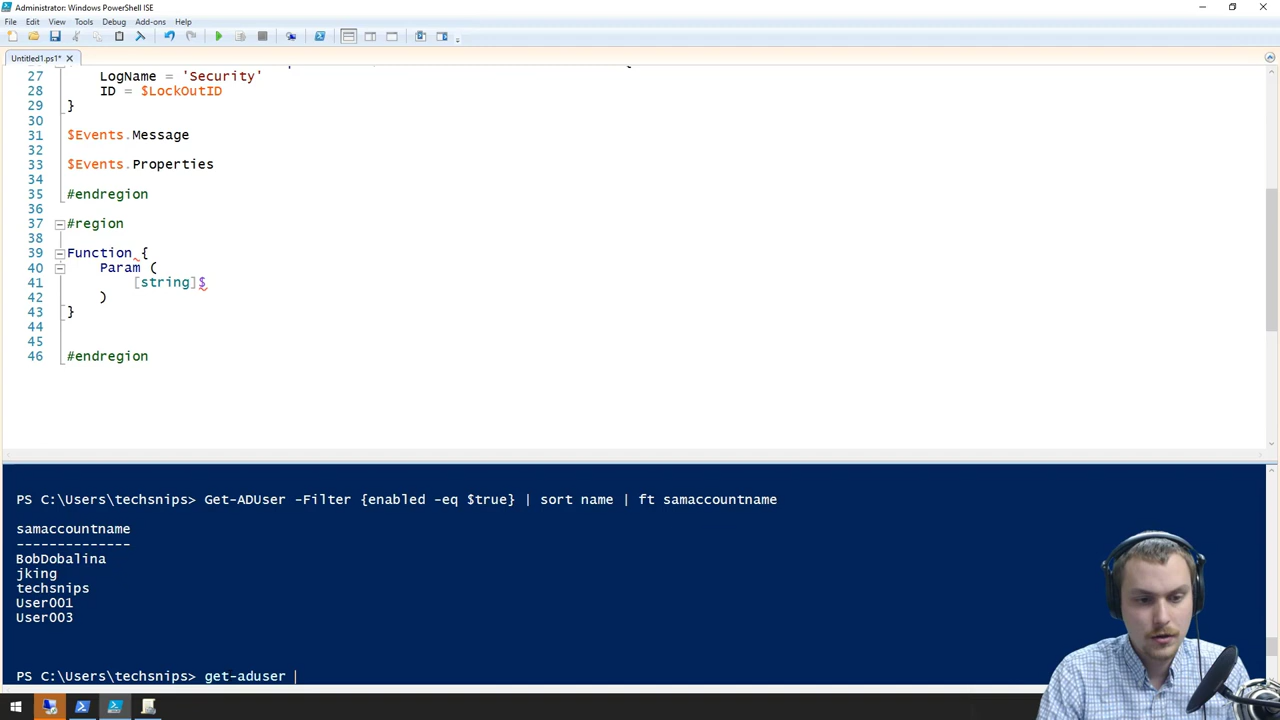 Administrator: Windows PowerShell ISE
File Edit View Tools Debug Add-ons Help
Untitled1.ps1*
27 LogName = 'Security'
28 ID = $LockOutID
29 }
30
31 $Events.Message
32
33 $Events.Properties
34
35 #endregion
36
37 #region
38
39 Function {
40 Param (
41 [string]$
42 )
43 }
44
45
46 #endregion
PS C:\Users\techsnips> Get-ADUser -Filter {enabled -eq $true} | sort name | ft samaccountname
samaccountname
--------------
BobDobalina
jking
techsnips
User001
User003
PS C:\Users\techsnips> get-aduser